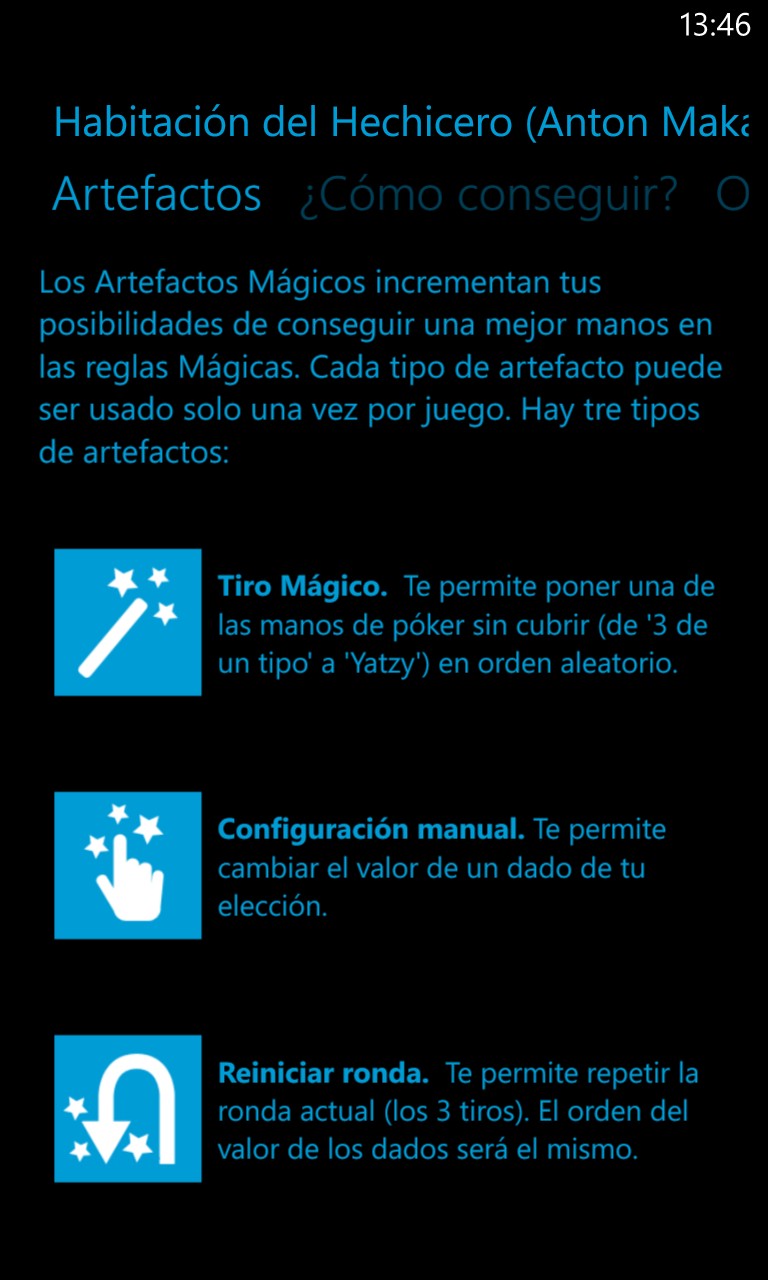 13:46
Habitación del Hechicero (Anton Maka
Artefactos ¿Cómo conseguir? O
Los Artefactos Mágicos incrementan tus
posibilidades de conseguir una mejor manos en
las reglas Mágicas. Cada tipo de artefacto puede
ser usado solo una vez por juego. Hay tre tipos
de artefactos:
Tiro Mágico. Te permite poner una de
las manos de póker sin cubrir (de '3 de
un tipo' a 'Yatzy') en orden aleatorio.
Configuración manual. Te permite
cambiar el valor de un dado de tu
elección.
Reiniciar ronda. Te permite repetir la
ronda actual (los 3 tiros). El orden del
valor de los dados será el mismo.